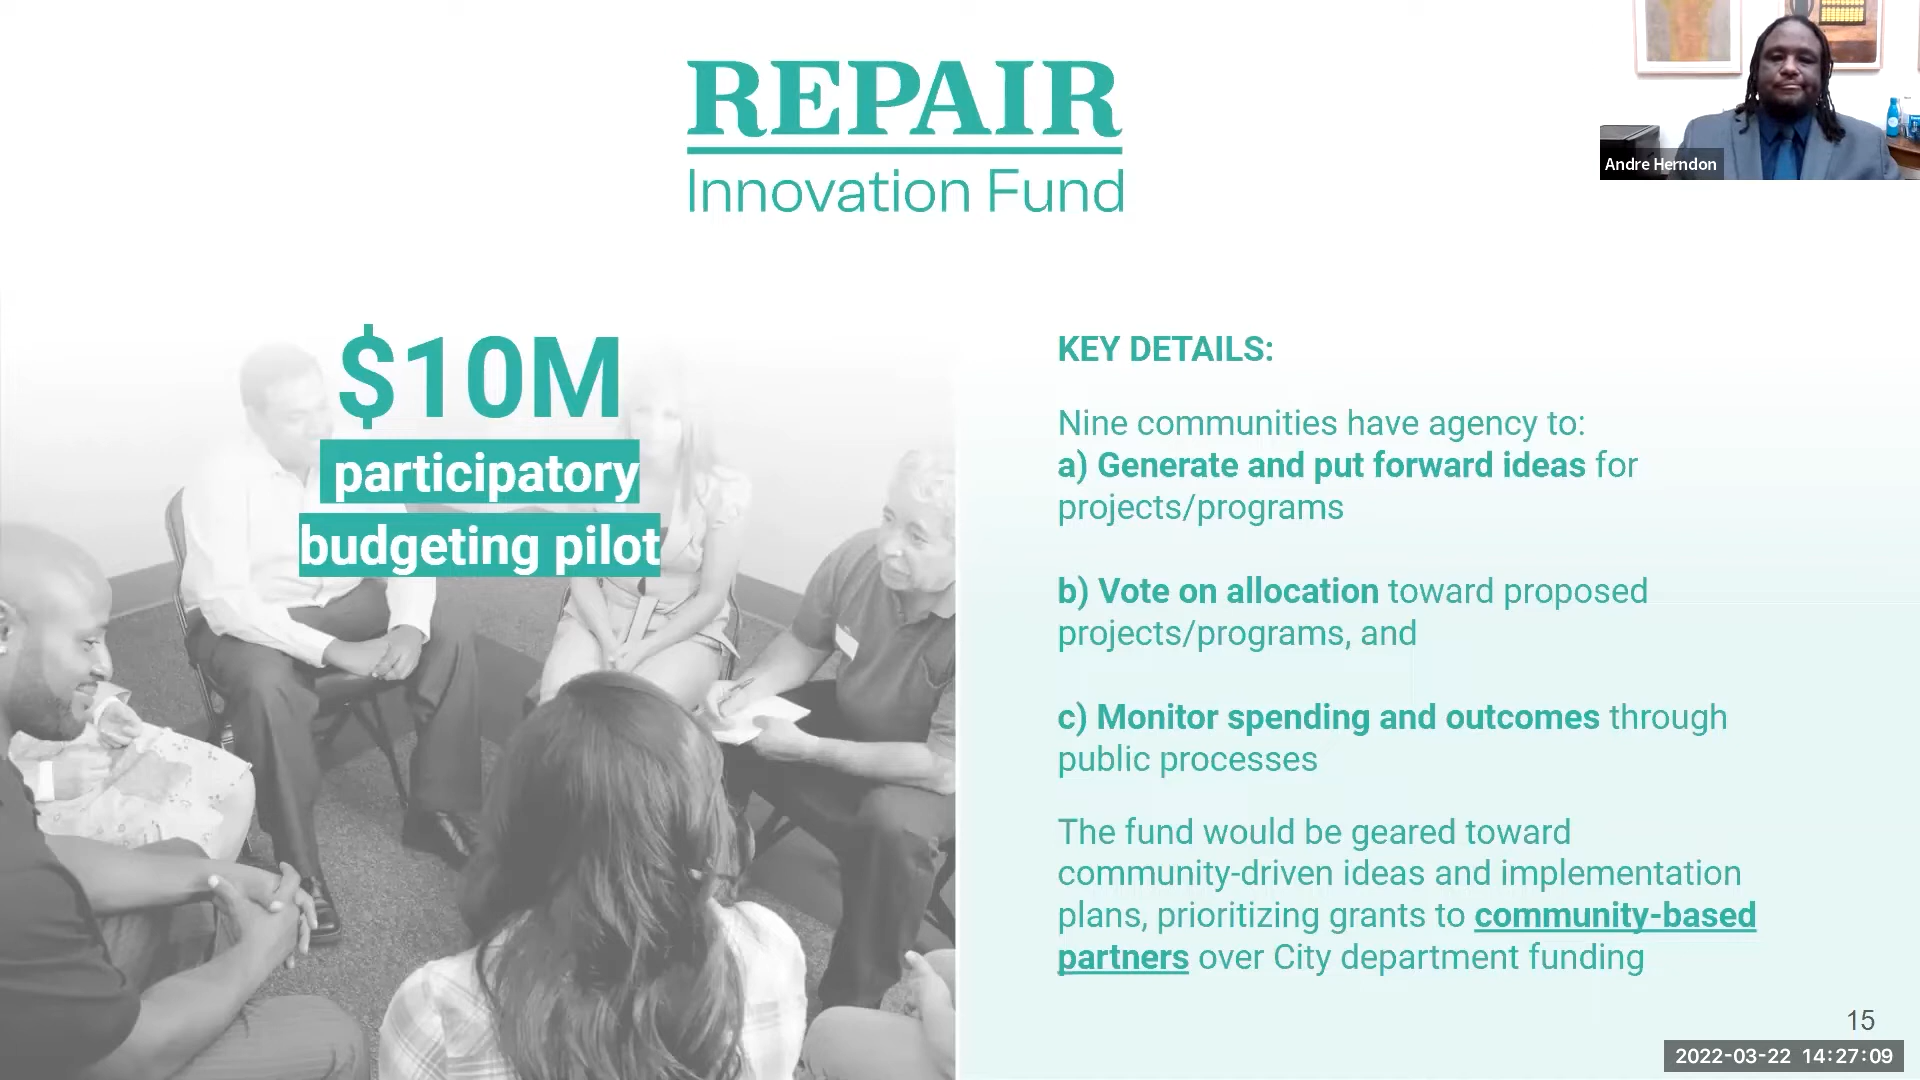 REPAIR
Innovation Fund
Andre Herndon
$10M
participatory
budgeting pilot
KEY DETAILS:
Nine communities have agency to:
a) Generate and put forward ideas for
projects/programs
b) Vote on allocation toward proposed
projects/programs, and
c) Monitor spending and outcomes through
public processes
The fund would be geared toward
community-driven ideas and implementation
plans, prioritizing grants to community-based
partners over City department funding
15
2022-03-22 14:27:09